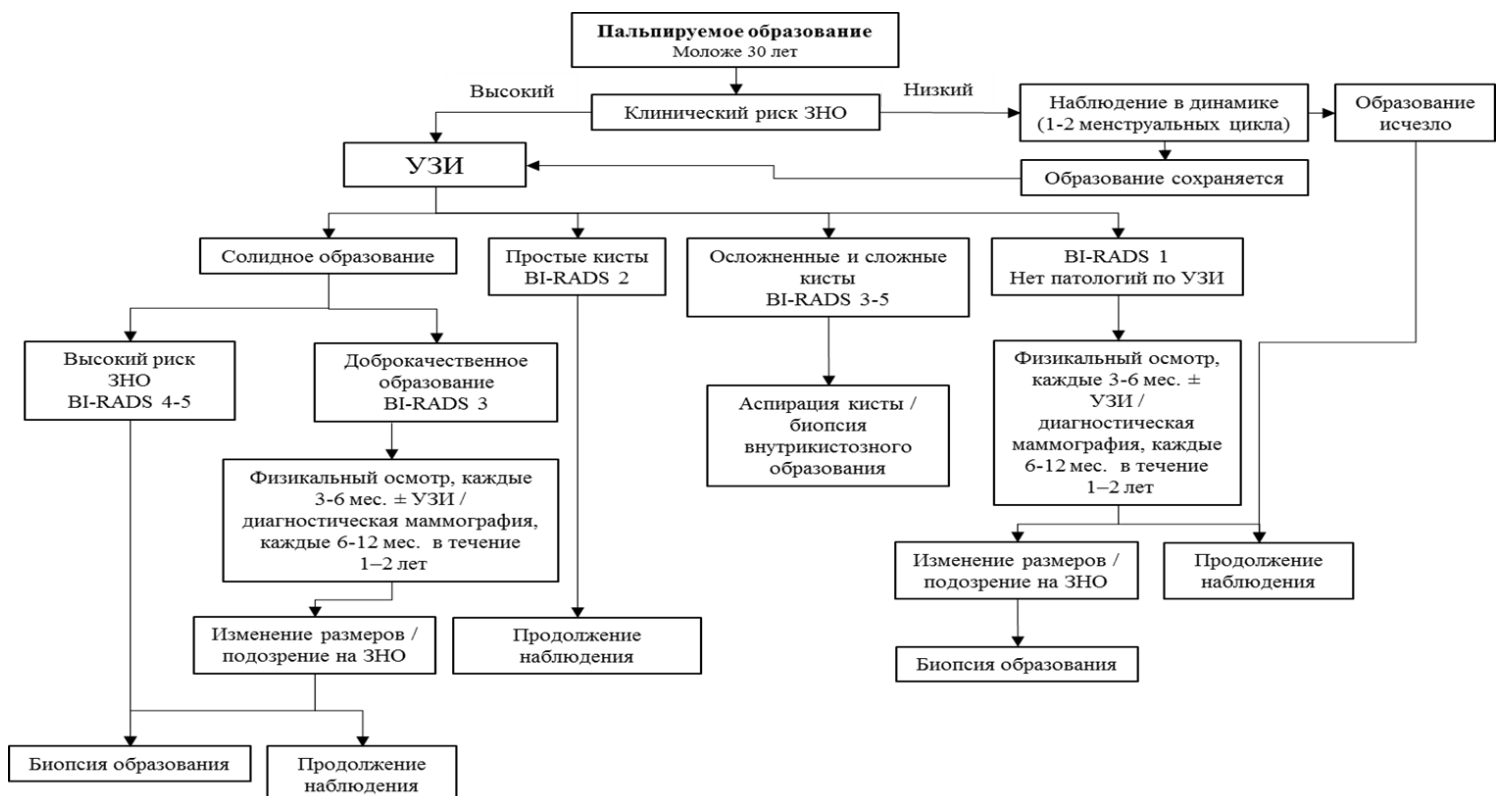 Пальпируемое образование
Моложе 30 лет
Высокий
Низкий
Клинический риск ЗНО
Наблюдение в динамике
(1-2 менструальных цикла)
Образование
исчезло
УЗИ
Образование сохраняется
Солидное образование
Простые кисты
BI-RADS 2
Осложненные и сложные
кисты
BI-RADS 3-5
BI-RADS 1
Нет патологий по УЗИ
Высокий риск
ЗНО
BI-RADS 4-5
Доброкачественное
образование
BI-RADS 3
Аспирация кисты /
биопсия
внутрикистозного
образования
Физикальный осмотр,
каждые 3-6 мес. ±
УЗИ /
диагностическая
маммография, каждые
6-12 мес. в течение
1–2 лет
Физикальный осмотр, каждые
3-6 мес. ± УЗИ /
диагностическая маммография,
каждые 6-12 мес. в течение
1–2 лет
Изменение размеров /
подозрение на ЗНО
Продолжение
наблюдения
Изменение размеров /
подозрение на ЗНО
Продолжение
наблюдения
Биопсия образования
Биопсия образования
Продолжение
наблюдения